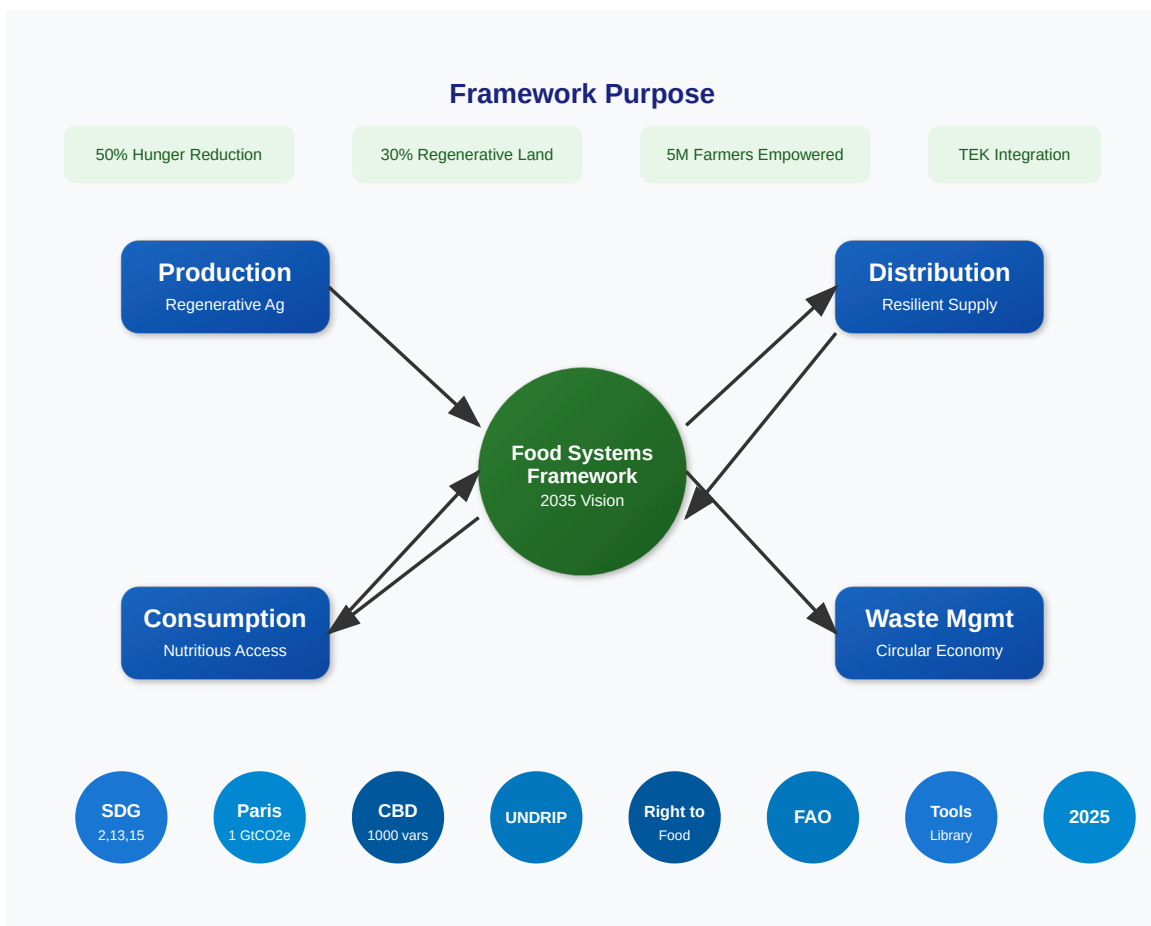 Framework Purpose
50% Hunger Reduction
30% Regenerative Land
5M Farmers Empowered
TEK Integration
Production
Regenerative Ag
Distribution
Resilient Supply
Food Systems
Framework
2035 Vision
Consumption
Nutritious Access
Waste Mgmt
Circular Economy
SDG
2,13,15
Paris
1 GtCO2e
CBD
1000 vars
UNDRIP
Right to
Food
FAO
Tools
Library
2025